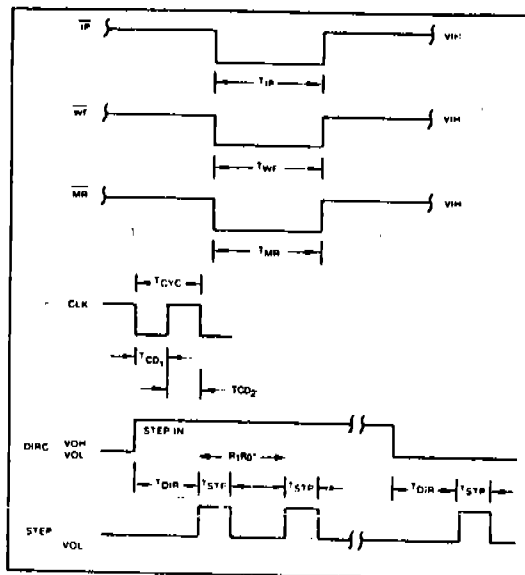 IP VIH
TIP
WF VIH
TWF
MR VIH
TMR
TCYC
CLK
TCD1
TCD2
STEP IN
DIRC VOH
VOL
R1R0*
TDIR TSTP TSTP TDIR TSTP
STEP
VOL